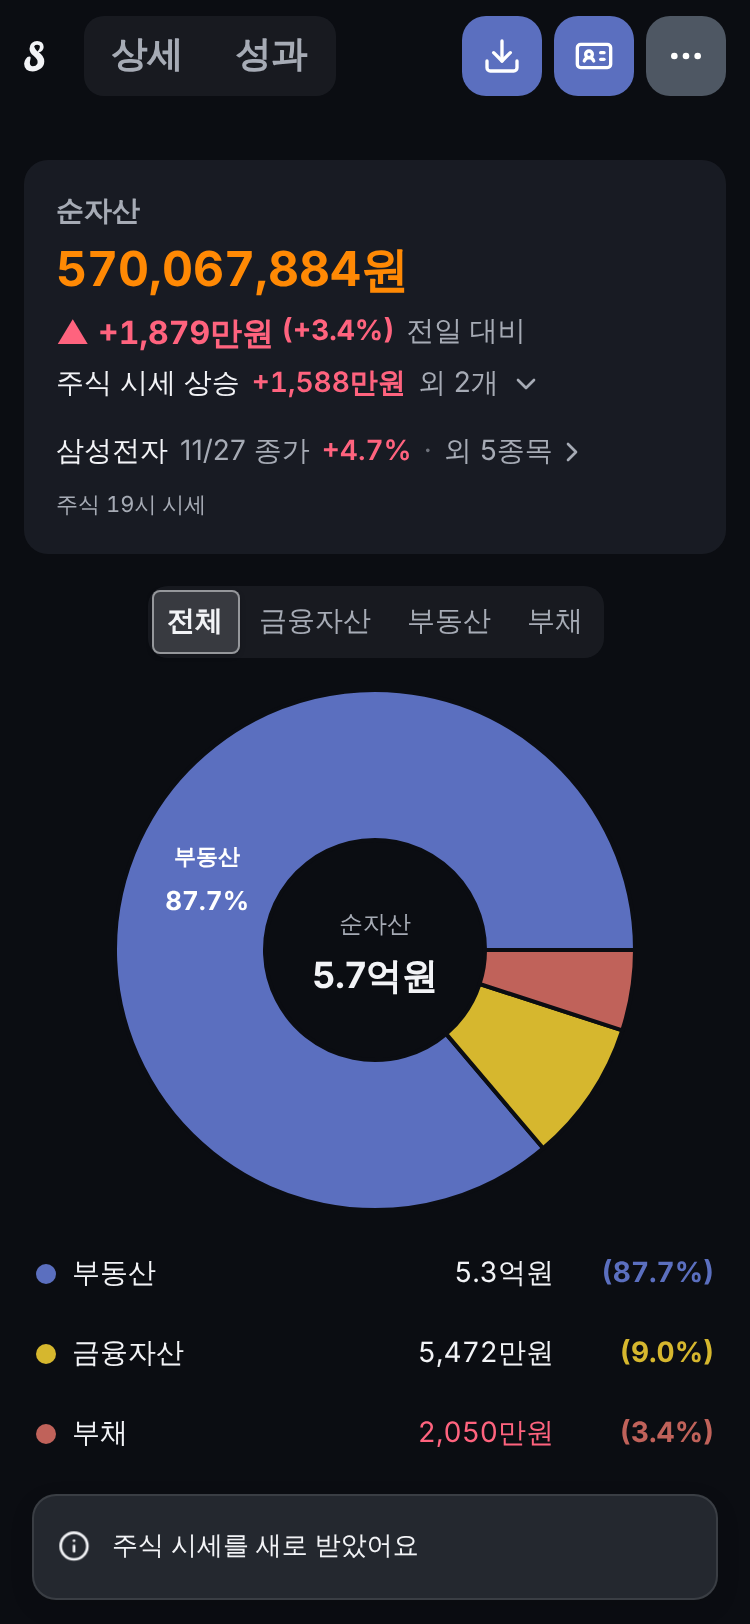 S
상세 성과
순자산
570,067,884원
▲ +1,879만원 (+3.4%) 전일 대비
주식 시세 상승 +1,588만원 외 2개
삼성전자 11/27 종가 +4.7% · 외 5종목
주식 19시 시세
전체 금융자산 부동산 부채
부동산
87.7%
순자산
5.7억원
부동산 5.3억원 (87.7%)
금융자산 5,472만원 (9.0%)
부채 2,050만원 (3.4%)
주식 시세를 새로 받았어요